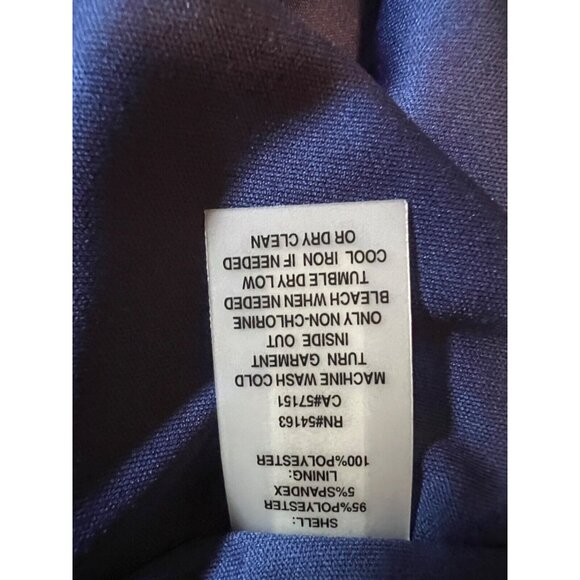 SHELL:
95%POLYESTER
5%SPANDEX
LINING:
100%POLYESTER
RN#54163
CA#57151
MACHINE WASH COLD
TURN GARMENT
INSIDE OUT
ONLY NON-CHLORINE
BLEACH WHEN NEEDED
TUMBLE DRY LOW
COOL IRON IF NEEDED
OR DRY CLEAN